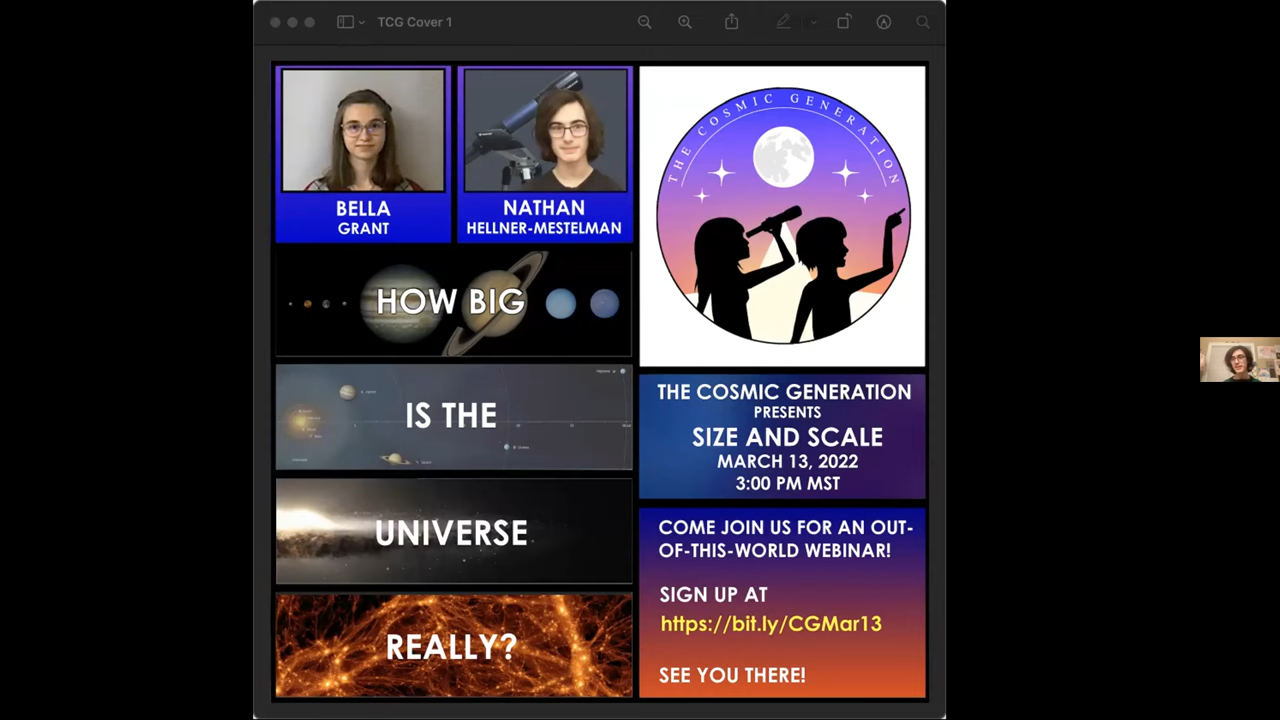 TCG Cover 1
BELLA
GRANT
NATHAN
HELLNER-MESTELMAN
HOW BIG
IS THE
UNIVERSE
REALLY?
THE COSMIC GENERATION
THE COSMIC GENERATION
PRESENTS
SIZE AND SCALE
MARCH 13, 2022
3:00 PM MST
COME JOIN US FOR AN OUT-
OF-THIS-WORLD WEBINAR!
SIGN UP AT
https://bit.ly/CGMar13
SEE YOU THERE!